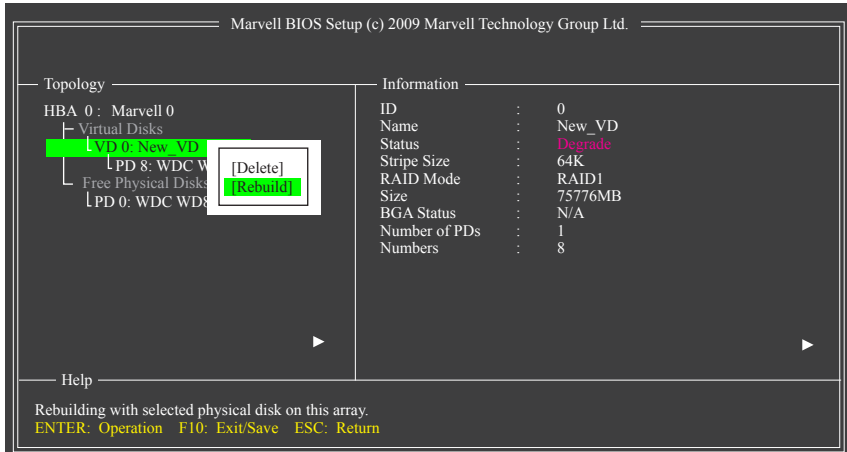 Marvell BIOS Setup (c) 2009 Marvell Technology Group Ltd.
Topology
HBA 0 : Marvell 0
Virtual Disks
VD 0: New_VD
PD 8: WDC
Free Physical Disks
PD 0: WDC
[Delete]
[Rebuild]
Information
ID : 0
Name : New_VD
Status : Degrade
Stripe Size : 64K
RAID Mode : RAID1
Size : 75776MB
BGA Status : N/A
Number of PDs : 1
Numbers : 8
Help
Rebuilding with selected physical disk on this array.
ENTER: Operation F10: Exit/Save ESC: Return